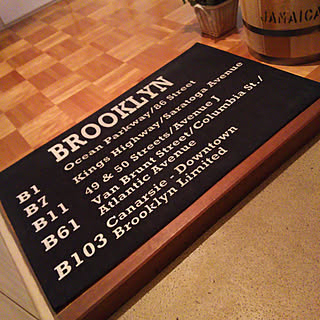 JAMAICA
BROOKLYN
B1 Ocean Parkway/86 Street
B7 Kings Highway/Saratoga Avenue
B11 49 & 50 Streets/Avenue J
B61 Van Brunt Street/Columbia St./
Atlantic Avenue
B103 Canarsie - Downtown
Brooklyn Limited